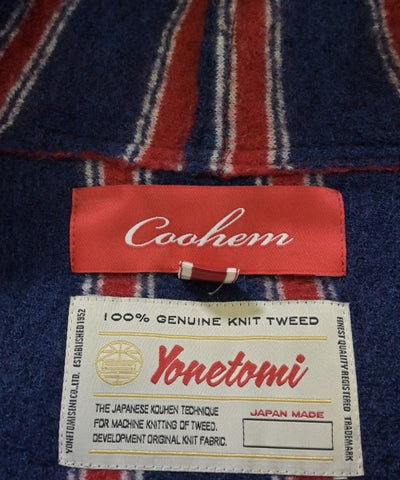 Coohem
100% GENUINE KNIT TWEED
YONETOMISENI CO.,LTD. ESTABLISHED 1952
Yonetomi
FINEST QUALITY REGISTERED TRADEMARK
THE JAPANESE KOUHEN TECHNIQUE
FOR MACHINE KNITTING OF TWEED.
DEVELOPMENT ORIGINAL KNIT FABRIC.
JAPAN MADE